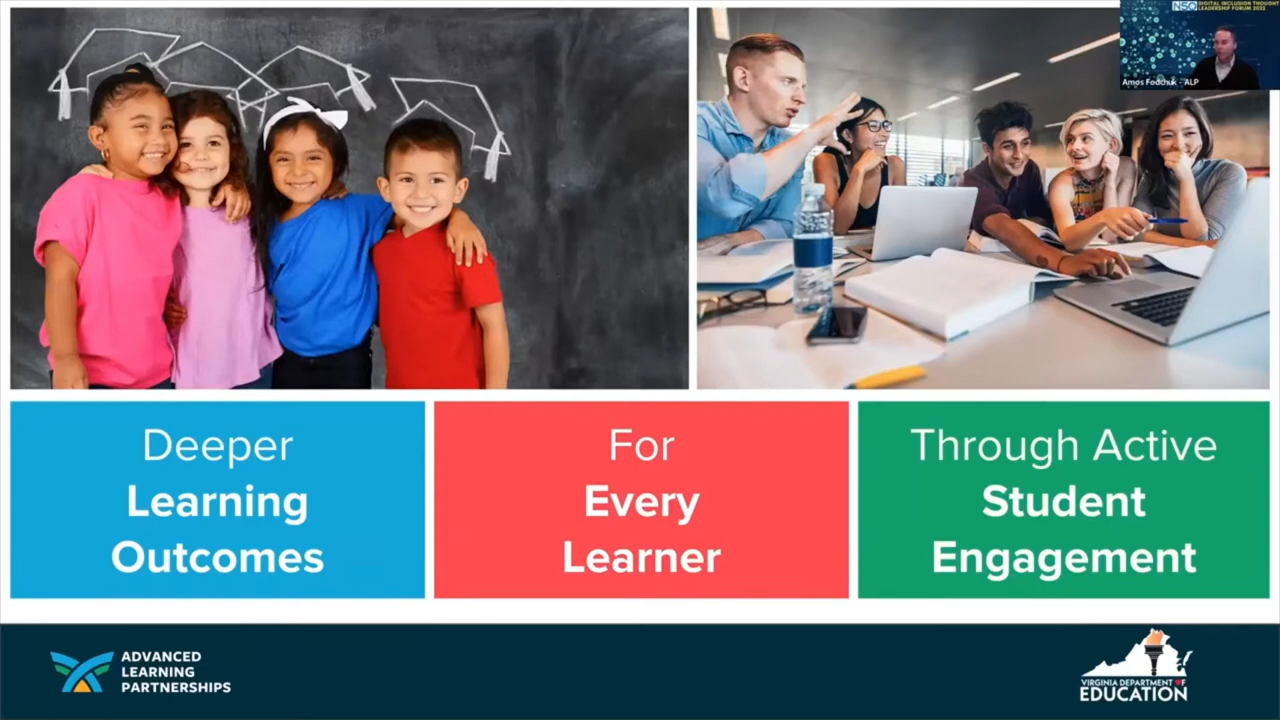 N50 DIGITAL INCLUSION THOUGHT
LEADERSHIP FORUM 2022
Amos Fodchuk - ALP
Deeper
Learning
Outcomes
For
Every
Learner
Through Active
Student
Engagement
ADVANCED
LEARNING
PARTNERSHIPS
VIRGINIA DEPARTMENT OF
EDUCATION